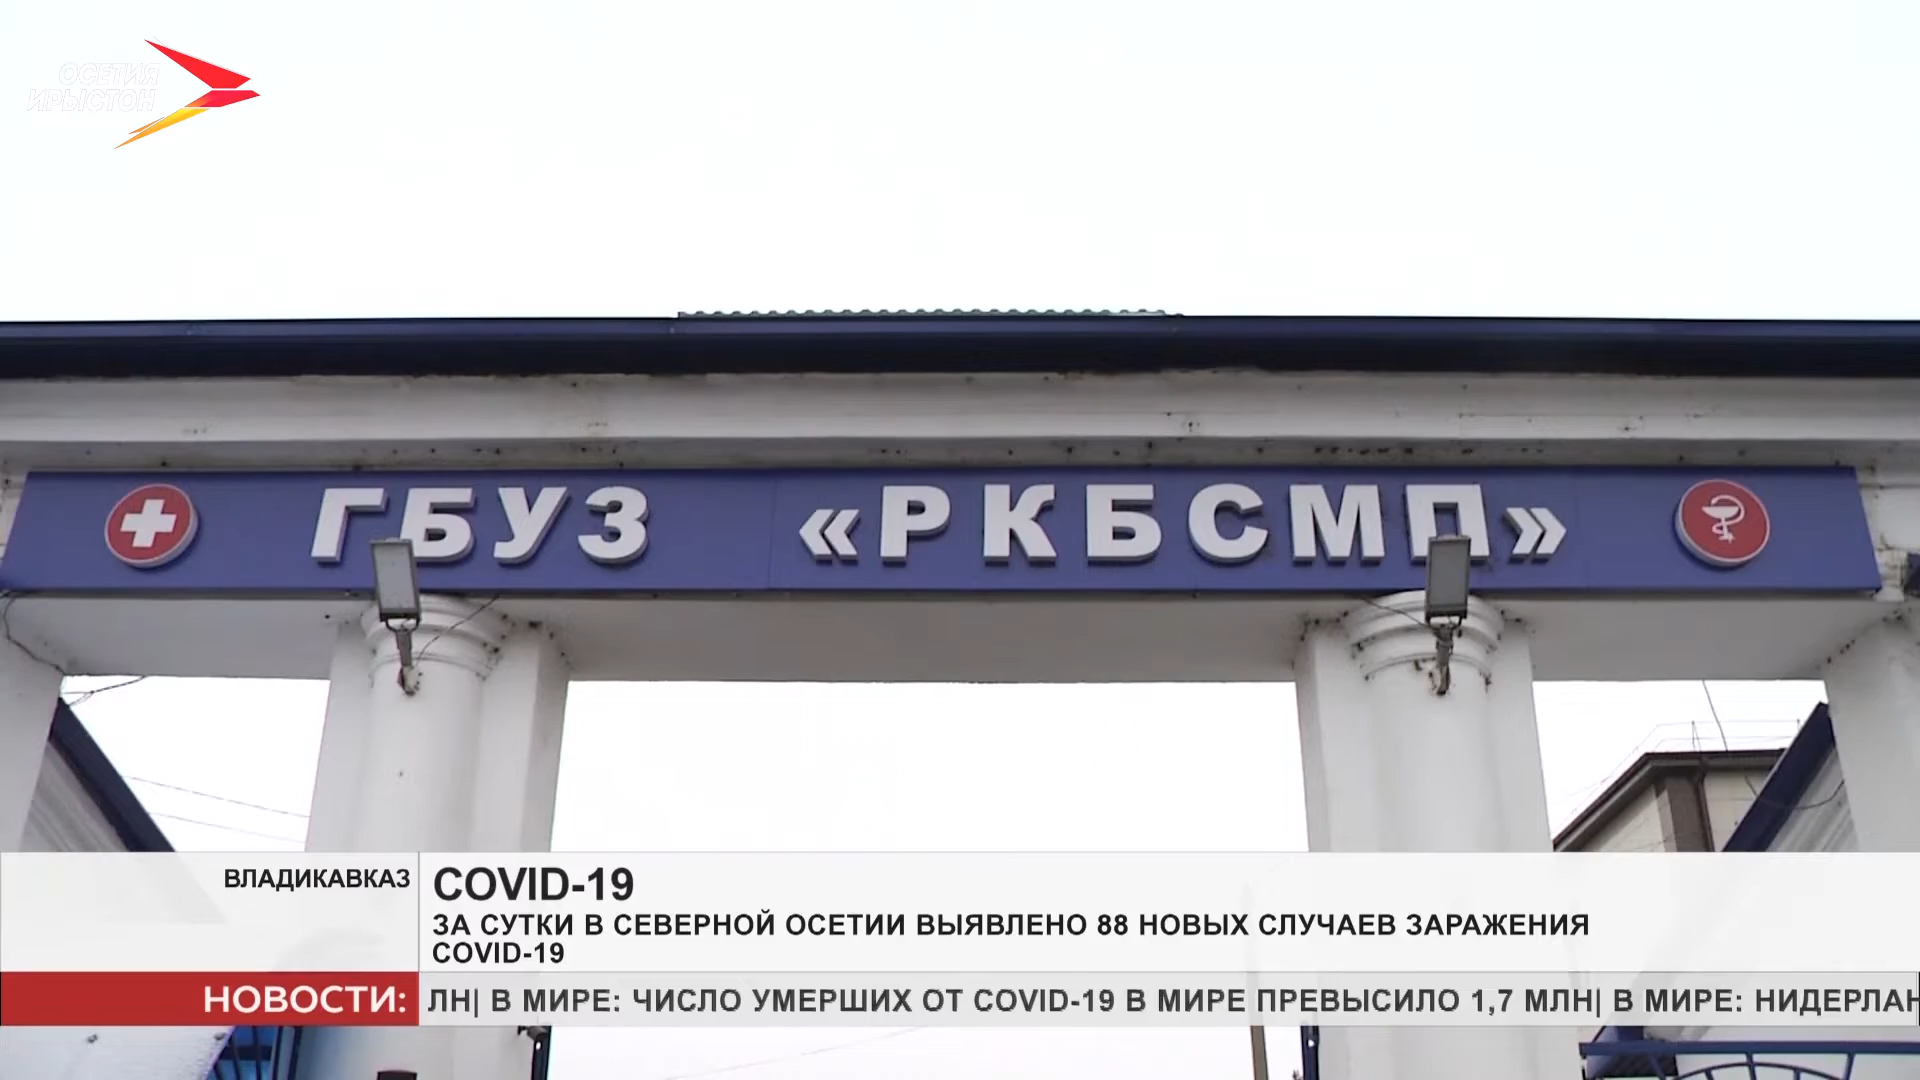 ОСЕТИЯ
ИРЫСТОН
ГБУЗ «РКБСМП»
ВЛАДИКАВКАЗ
COVID-19
ЗА СУТКИ В СЕВЕРНОЙ ОСЕТИИ ВЫЯВЛЕНО 88 НОВЫХ СЛУЧАЕВ ЗАРАЖЕНИЯ
COVID-19
НОВОСТИ:
ЛН| В МИРЕ: ЧИСЛО УМЕРШИХ ОТ COVID-19 В МИРЕ ПРЕВЫСИЛО 1,7 МЛН| В МИРЕ: НИДЕРЛАН